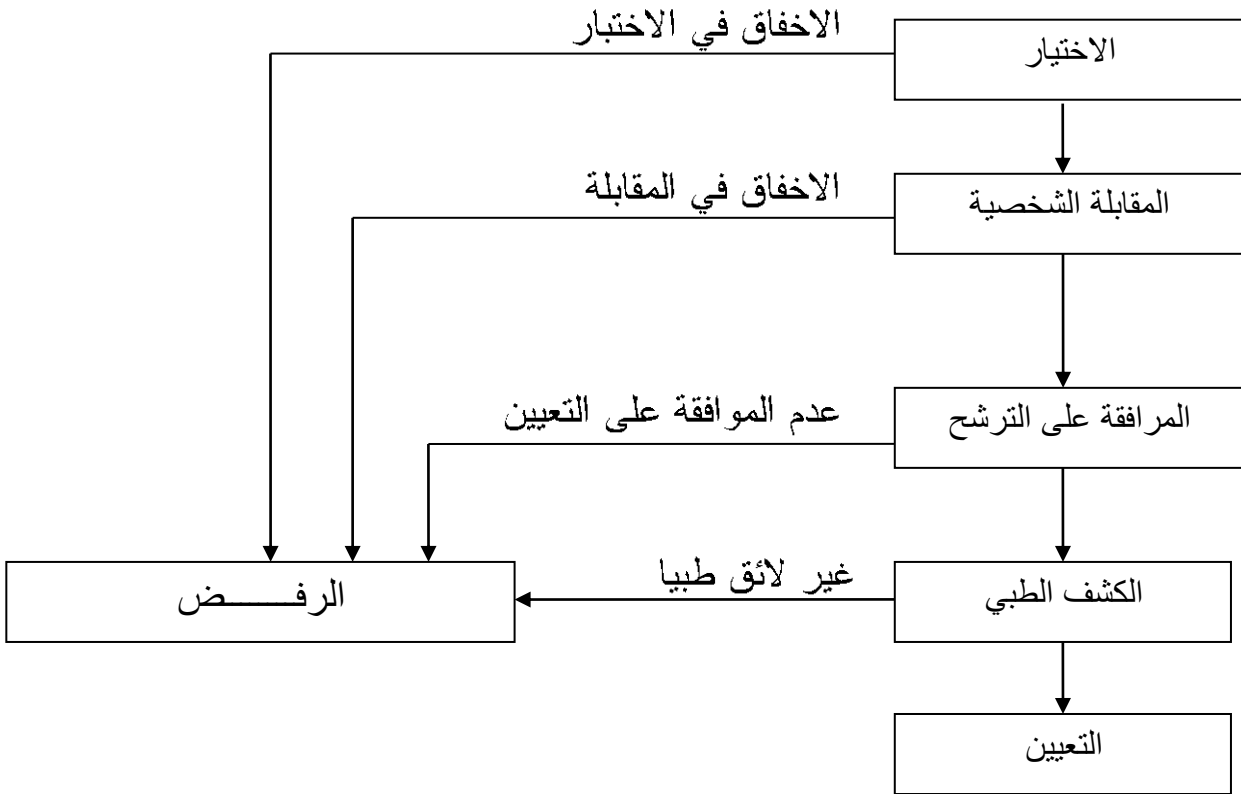 الاخفاق في الاختبار
الاختيار
الاخفاق في المقابلة
المقابلة الشخصية
عدم الموافقة على التعيين
المرافقة على الترشح
غير لائق طبيا
الكشف الطبي
الرفـــــــض
التعيين